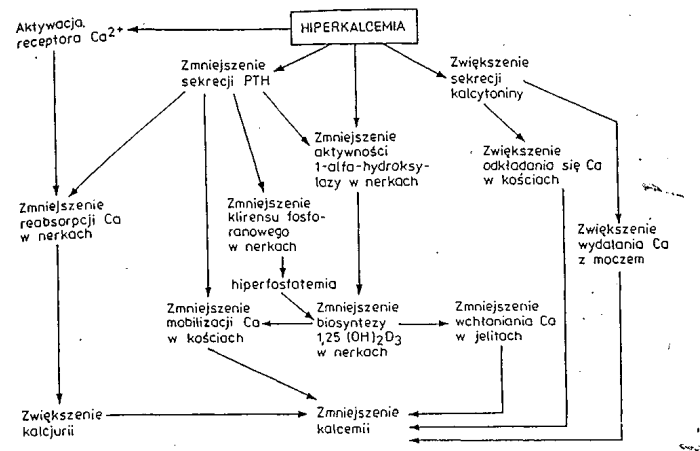 Aktywacja
receptora Ca2+
HIPERKALCEMIA
Zmniejszenie
sekrecji PTH
Zwiększenie
sekrecji
kalcytoniny
Zmniejszenie
aktywności
1-alfa-hydroksy-
lazy w nerkach
Zwiększenie
odkładania się Ca
w kościach
Zmniejszenie
reabsorpcji Ca
w nerkach
Zmniejszenie
klirensu fosfo-
ranowego
w nerkach
Zwiększenie
wydalania Ca
z moczem
hiperfosfatemia
Zmniejszenie
mobilizacji Ca
w kościach
Zmniejszenie
biosyntezy
1,25 (OH)2D3
w nerkach
Zmniejszenie
wchłaniania Ca
w jelitach
Zwiększenie
kalcjurii
Zmniejszenie
kalcemii